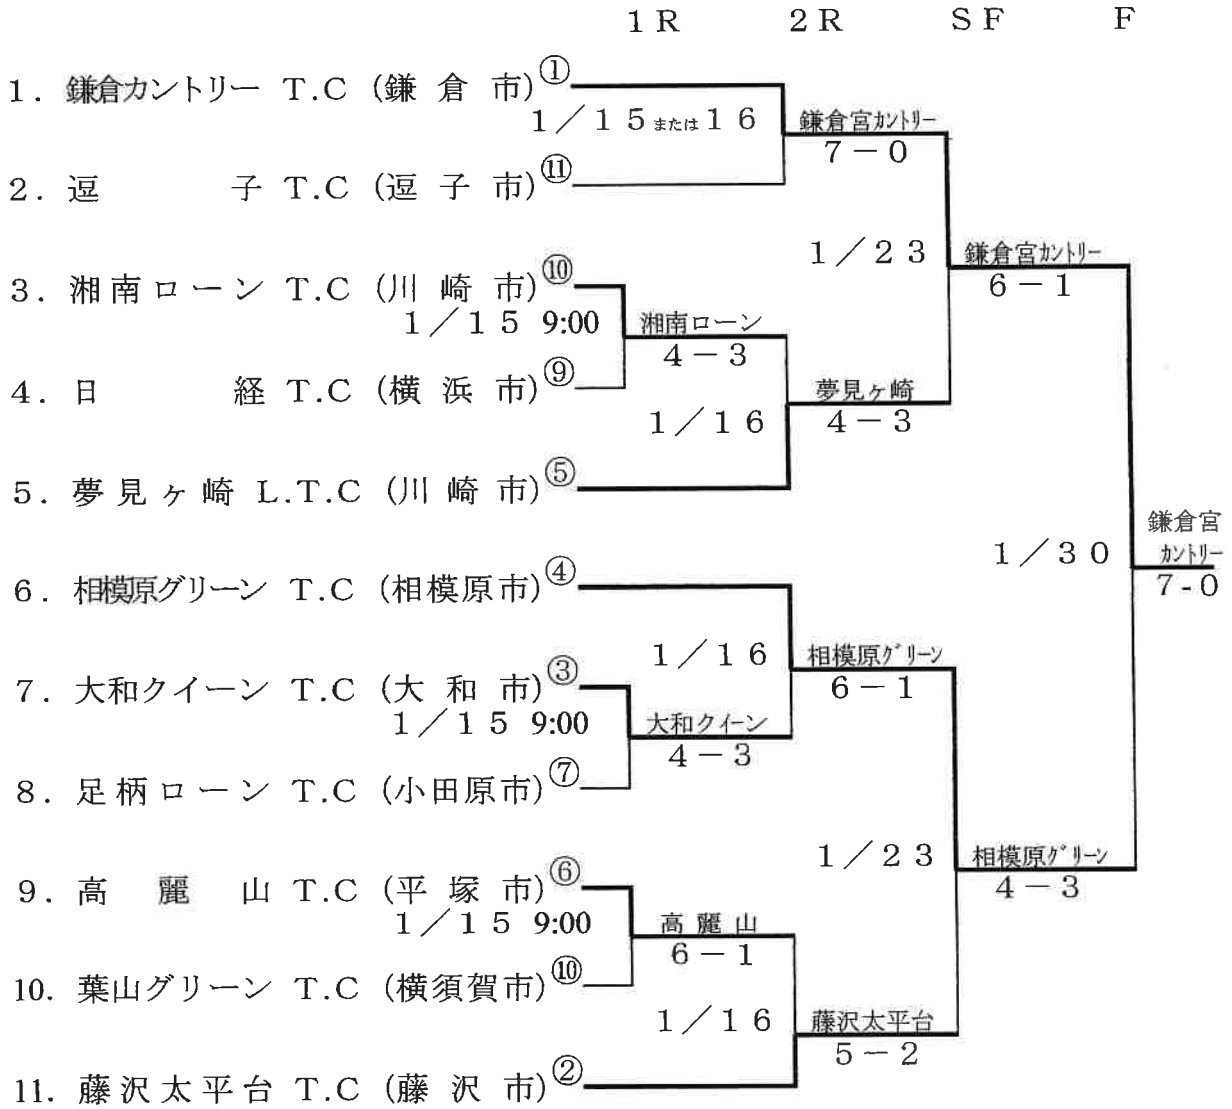 1R 2R SF F
1. 鎌倉カントリー T.C (鎌倉市) ①
1／15または16
鎌倉宮カントリー
7－0
2. 逗子 T.C (逗子市) ⑪
1／23
鎌倉宮カントリー
6－1
3. 湘南ローン T.C (川崎市) ⑩
1／15 9:00
湘南ローン
4－3
4. 日経 T.C (横浜市) ⑨
夢見ヶ崎
4－3
1／16
5. 夢見ヶ崎 L.T.C (川崎市) ⑤
1／30
鎌倉宮
カントリー
7-0
6. 相模原グリーン T.C (相模原市) ④
1／16
相模原グリーン
6－1
7. 大和クイーン T.C (大和市) ③
1／15 9:00
大和クイーン
4－3
8. 足柄ローン T.C (小田原市) ⑦
1／23
相模原グリーン
4－3
9. 高麗山 T.C (平塚市) ⑥
1／15 9:00
高麗山
6－1
10. 葉山グリーン T.C (横須賀市) ⑩
1／16
藤沢太平台
5－2
11. 藤沢太平台 T.C (藤沢市) ②